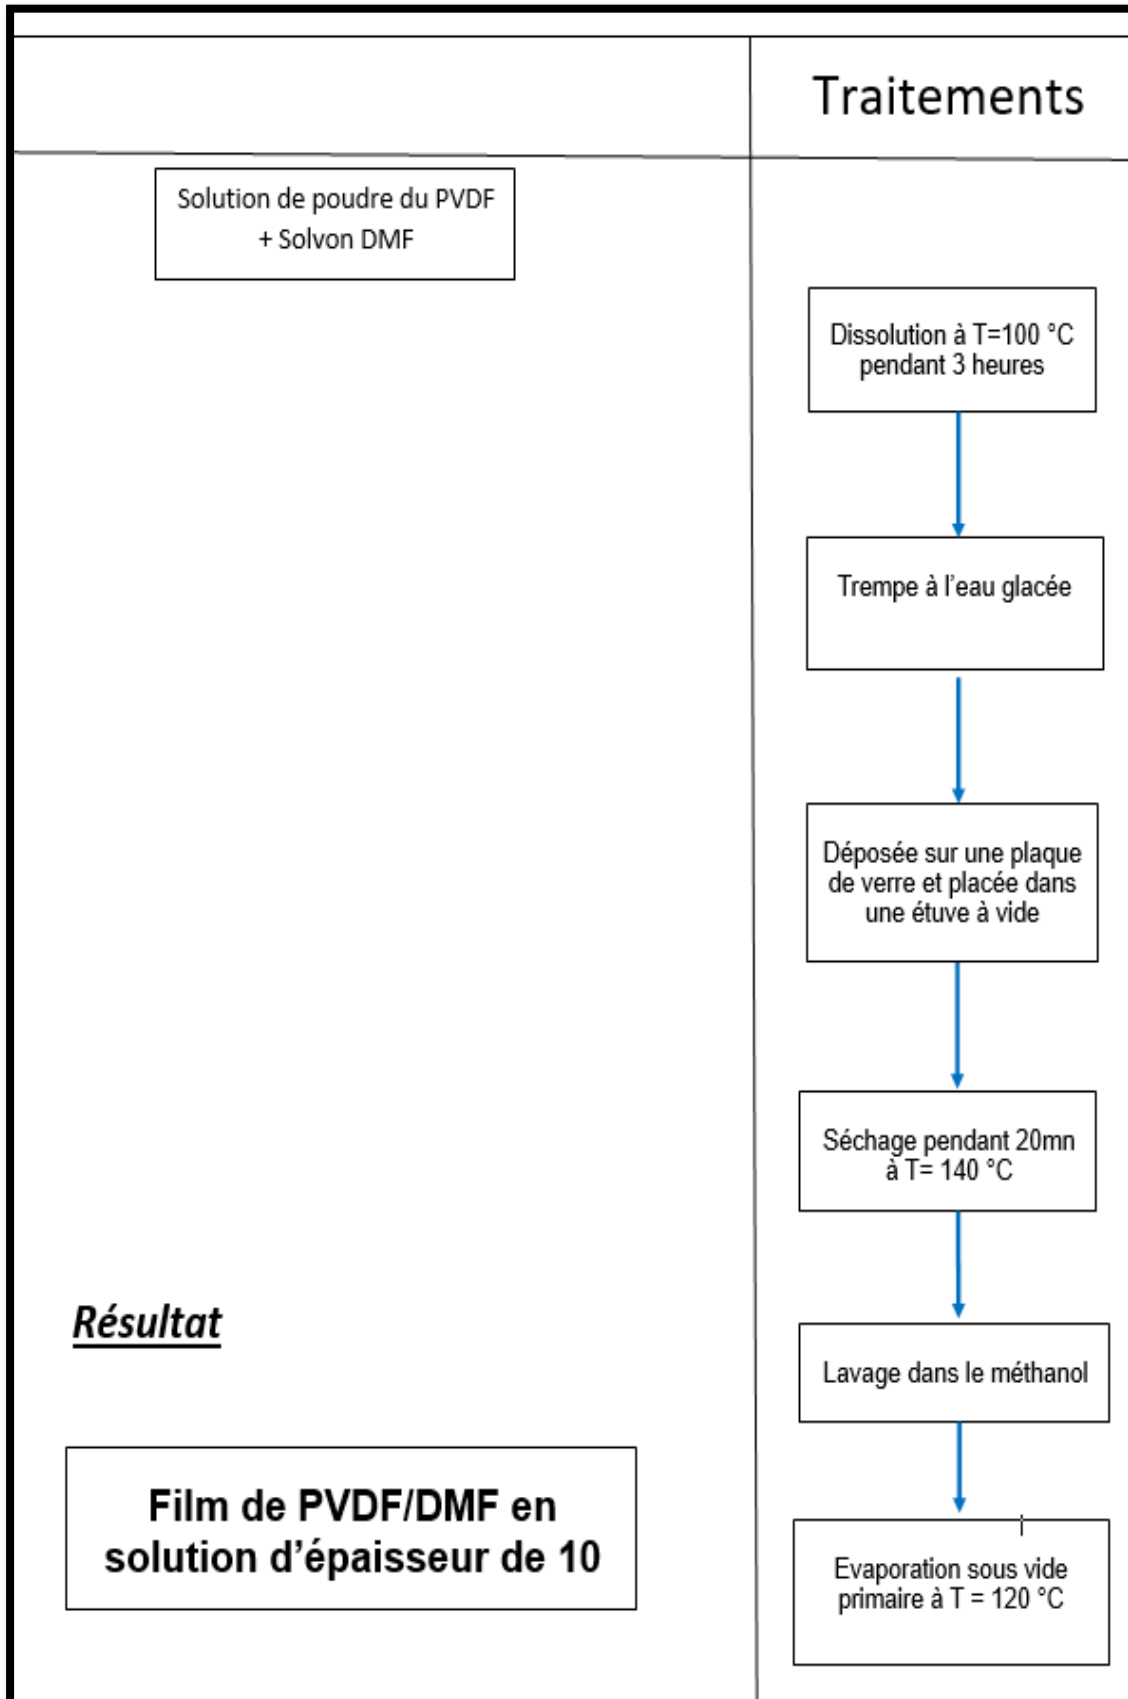 Traitements
Solution de poudre du PVDF
+ Solvon DMF
Dissolution à T=100 °C
pendant 3 heures
Trempe à l'eau glacée
Déposée sur une plaque
de verre et placée dans
une étuve à vide
Séchage pendant 20mn
à T= 140 °C
Lavage dans le méthanol
Evaporation sous vide
primaire à T = 120 °C
Résultat
Film de PVDF/DMF en
solution d'épaisseur de 10